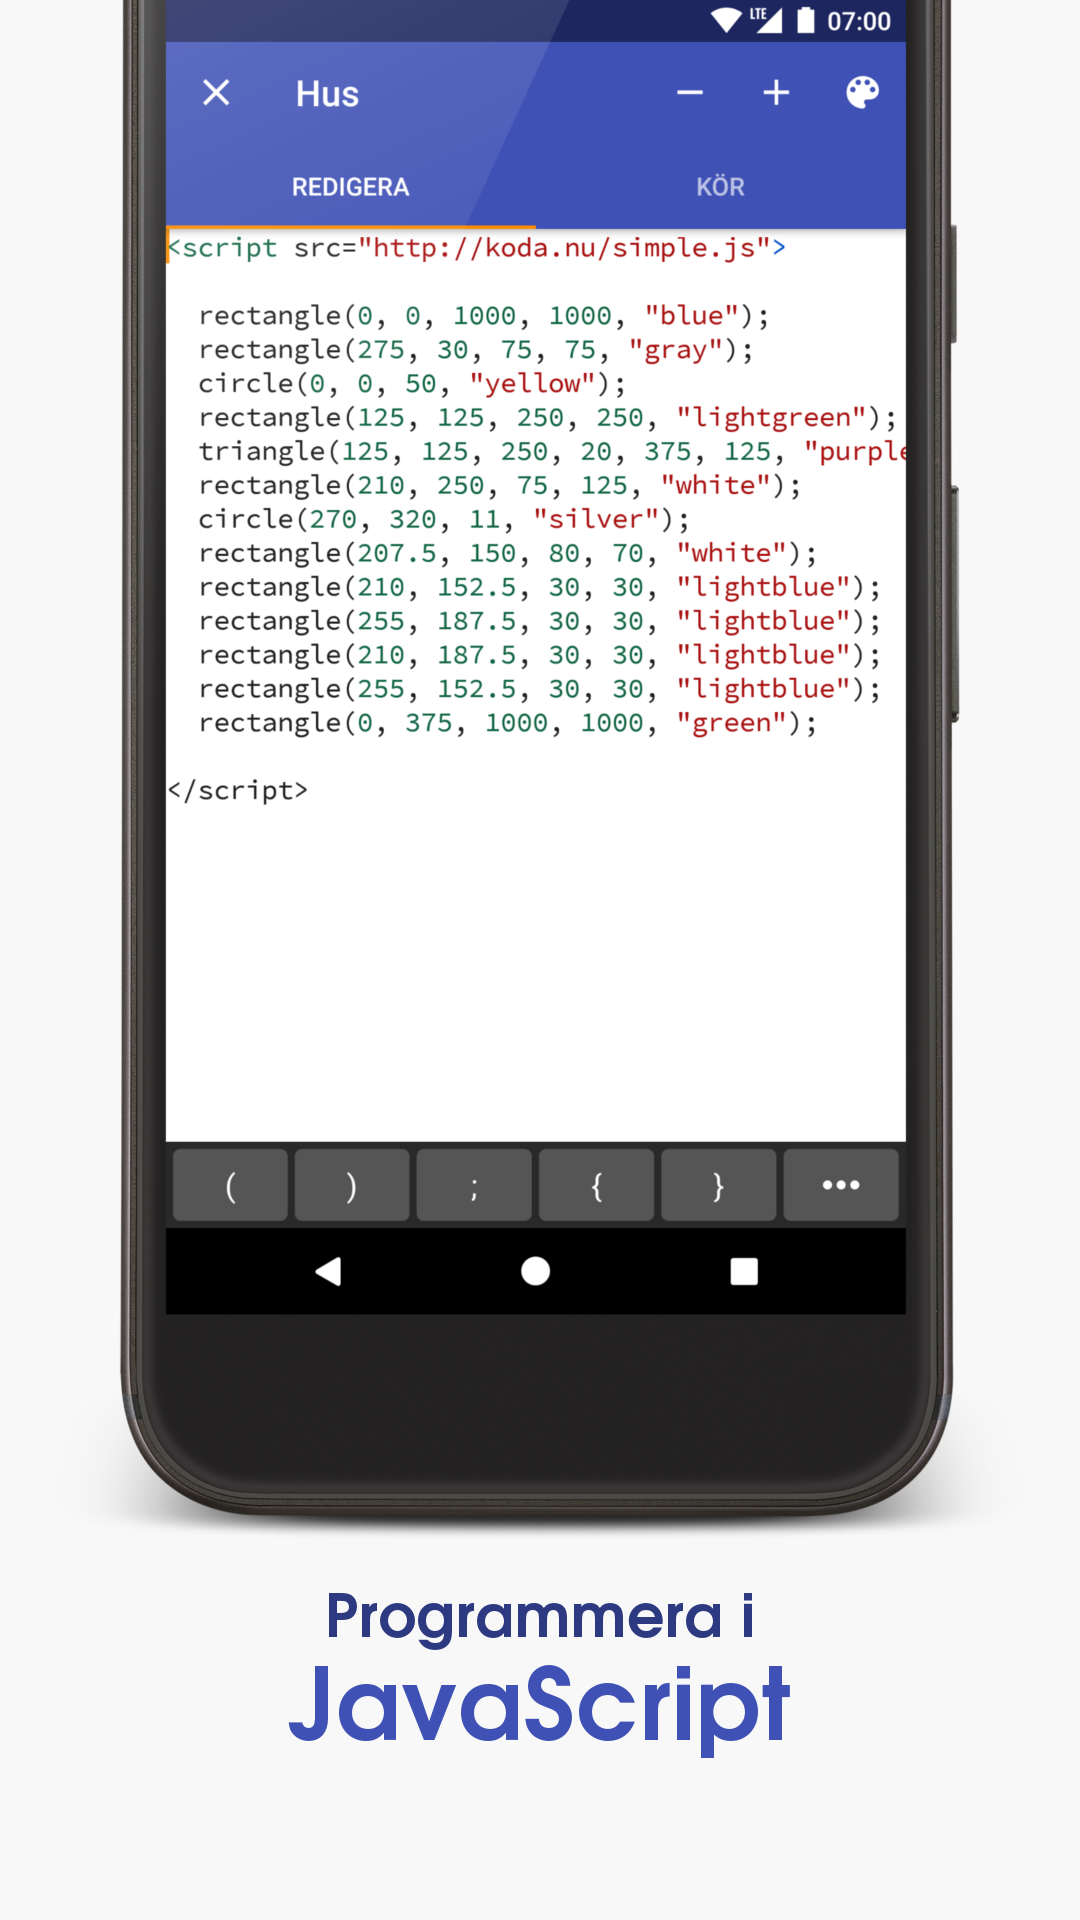 LTE 07:00
Hus
REDIGERA KÖR
<script src="http://koda.nu/simple.js">
rectangle(0, 0, 1000, 1000, "blue");
rectangle(275, 30, 75, 75, "gray");
circle(0, 0, 50, "yellow");
rectangle(125, 125, 250, 250, "lightgreen");
triangle(125, 125, 250, 20, 375, 125, "purple
rectangle(210, 250, 75, 125, "white");
circle(270, 320, 11, "silver");
rectangle(207.5, 150, 80, 70, "white");
rectangle(210, 152.5, 30, 30, "lightblue");
rectangle(255, 187.5, 30, 30, "lightblue");
rectangle(210, 187.5, 30, 30, "lightblue");
rectangle(255, 152.5, 30, 30, "lightblue");
rectangle(0, 375, 1000, 1000, "green");
</script>
( ) ; { } •••
Programmera i
JavaScript